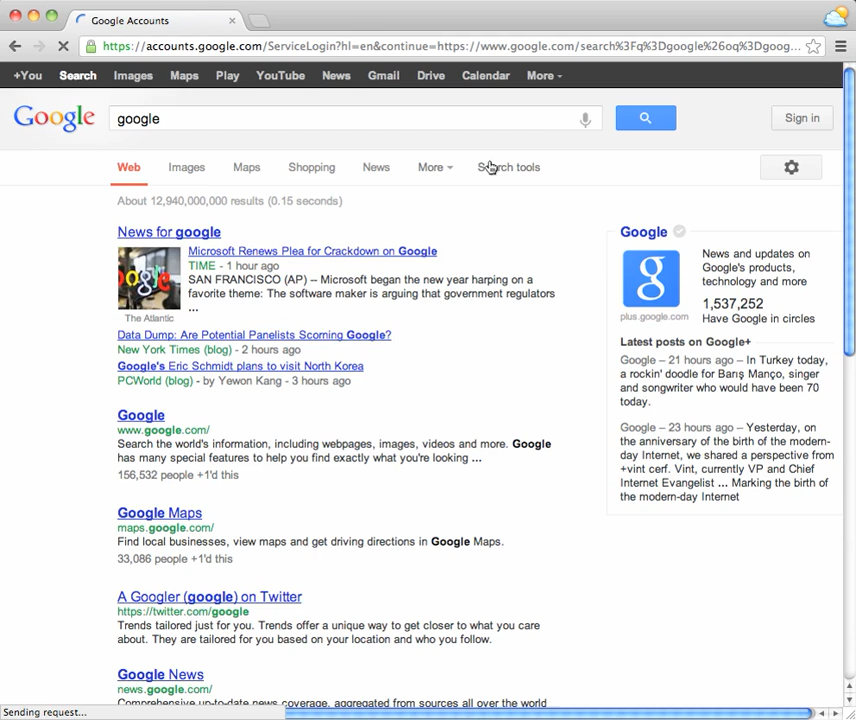 Google Accounts
https://accounts.google.com/ServiceLogin?hl=en&continue=https://www.google.com/search%3Fq%3Dgoogle%26oq%3Dgoog...
+You Search Images Maps Play YouTube News Gmail Drive Calendar More
Google google Sign in
Web Images Maps Shopping News More Search tools
About 12,940,000,000 results (0.15 seconds)
News for google
Microsoft Renews Plea for Crackdown on Google
TIME - 1 hour ago
SAN FRANCISCO (AP) -- Microsoft began the new year harping on a
favorite theme: The software maker is arguing that government regulators
...
The Atlantic
Data Dump: Are Potential Panelists Scorning Google?
New York Times (blog) - 2 hours ago
Google's Eric Schmidt plans to visit North Korea
PCWorld (blog) - by Yewon Kang - 3 hours ago
Google
www.google.com/
Search the world's information, including webpages, images, videos and more. Google
has many special features to help you find exactly what you're looking ...
156,532 people +1'd this
Google Maps
maps.google.com/
Find local businesses, view maps and get driving directions in Google Maps.
33,086 people +1'd this
A Googler (google) on Twitter
https://twitter.com/google
Trends tailored just for you. Trends offer a unique way to get closer to what you care
about. They are tailored for you based on your location and who you follow.
Google News
news.google.com/
Comprehensive up-to-date news coverage, aggregated from sources all over the world
Google
g
plus.google.com
News and updates on
Google's products,
technology and more
1,537,252
Have Google in circles
Latest posts on Google+
Google – 21 hours ago – In Turkey today,
a rockin' doodle for Barış Manço, singer
and songwriter who would have been 70
today.
Google – 23 hours ago – Yesterday, on
the anniversary of the birth of the modern-
day Internet, we shared a perspective from
+vint cerf. Vint, currently VP and Chief
Internet Evangelist ... Marking the birth of
the modern-day Internet
Sending request...